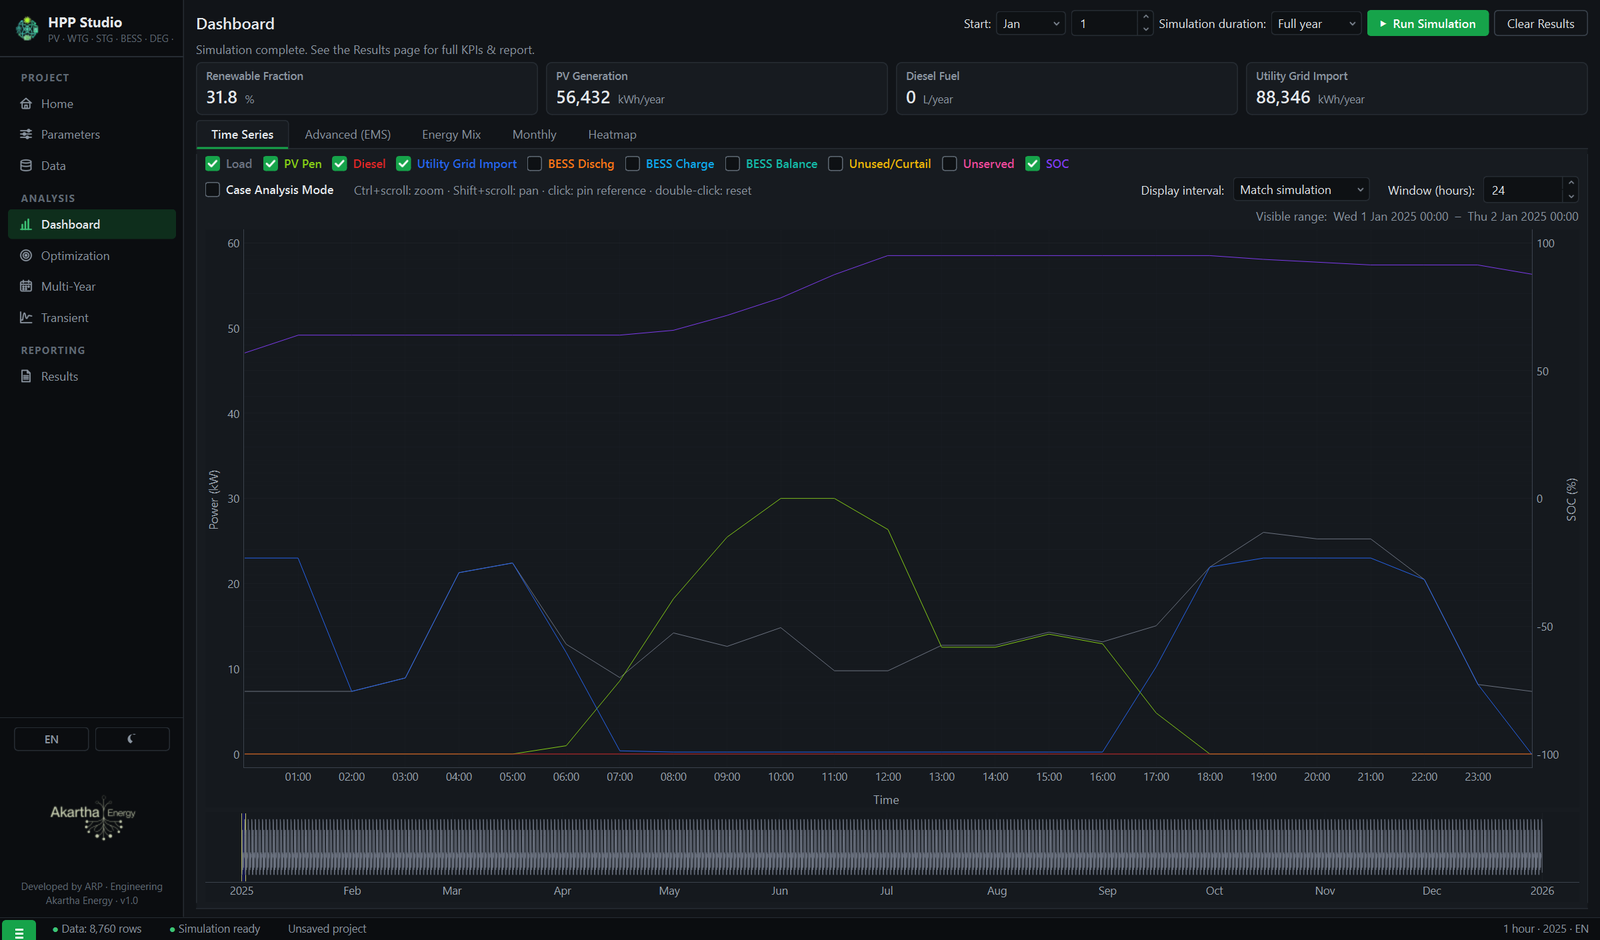 HPP Studio
PV · WTG · STG · BESS · DEG ·
PROJECT
Home
Parameters
Data
ANALYSIS
Dashboard
Optimization
Multi-Year
Transient
REPORTING
Results
EN
Akartha Energy
Developed by ARP · Engineering
Akartha Energy · v1.0
Dashboard
Start: Jan 1 Simulation duration: Full year Run Simulation Clear Results
Simulation complete. See the Results page for full KPIs & report.
Renewable Fraction
31.8 %
PV Generation
56,432 kWh/year
Diesel Fuel
0 L/year
Utility Grid Import
88,346 kWh/year
Time Series Advanced (EMS) Energy Mix Monthly Heatmap
Load PV Pen Diesel Utility Grid Import BESS Dischg BESS Charge BESS Balance Unused/Curtail Unserved SOC
Case Analysis Mode Ctrl+scroll: zoom · Shift+scroll: pan · click: pin reference · double-click: reset
Display interval: Match simulation Window (hours): 24
Visible range: Wed 1 Jan 2025 00:00 – Thu 2 Jan 2025 00:00
60
50
40
30
20
10
0
Power (kW)
100
50
0
-50
-100
SOC (%)
01:00 02:00 03:00 04:00 05:00 06:00 07:00 08:00 09:00 10:00 11:00 12:00 13:00 14:00 15:00 16:00 17:00 18:00 19:00 20:00 21:00 22:00 23:00
Time
2025 Feb Mar Apr May Jun Jul Aug Sep Oct Nov Dec 2026
Data: 8,760 rows Simulation ready Unsaved project
1 hour · 2025 · EN